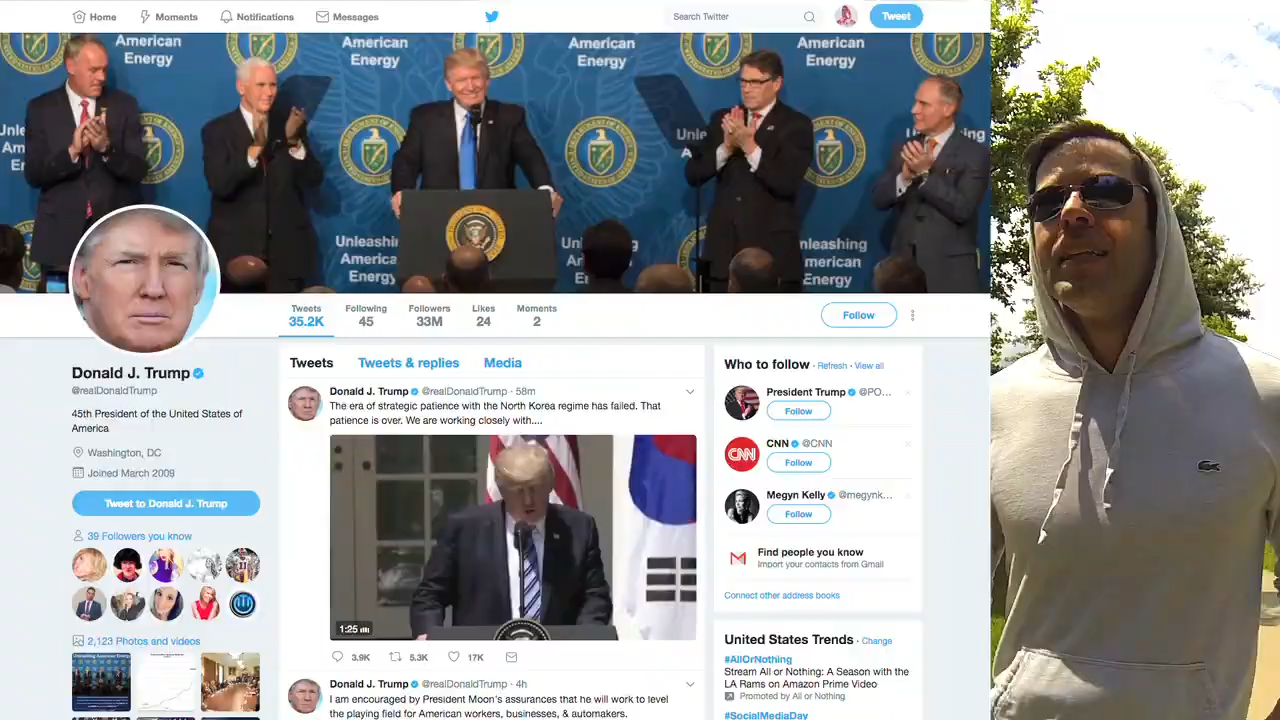 Home
Moments
Notifications
Messages
Search Twitter
Tweet
American
Energy
American
Energy
American
Energy
American
Energy
Unleashing
America
Energy
Tweets
35.2K
Following
45
Followers
33M
Likes
24
Moments
2
Follow
Donald J. Trump
@realDonaldTrump
45th President of the United States of
America
Washington, DC
Joined March 2009
Tweet to Donald J. Trump
39 Followers you know
2,123 Photos and videos
Tweets
Tweets & replies
Media
Donald J. Trump @realDonaldTrump · 58m
The era of strategic patience with the North Korea regime has failed. That
patience is over. We are working closely with....
1:25
3.9K
5.3K
17K
Donald J. Trump @realDonaldTrump · 4h
I am encouraged by President Moon's assurances that he will work to level
the playing field for American workers, businesses, & automakers.
Who to follow · Refresh · View all
President Trump @PO...
Follow
CNN @CNN
CNN
Follow
Megyn Kelly @megynk...
Follow
Find people you know
Import your contacts from Gmail
Connect other address books
United States Trends · Change
#AllOrNothing
Stream All or Nothing: A Season with the
LA Rams on Amazon Prime Video
Promoted by All or Nothing
#SocialMediaDay